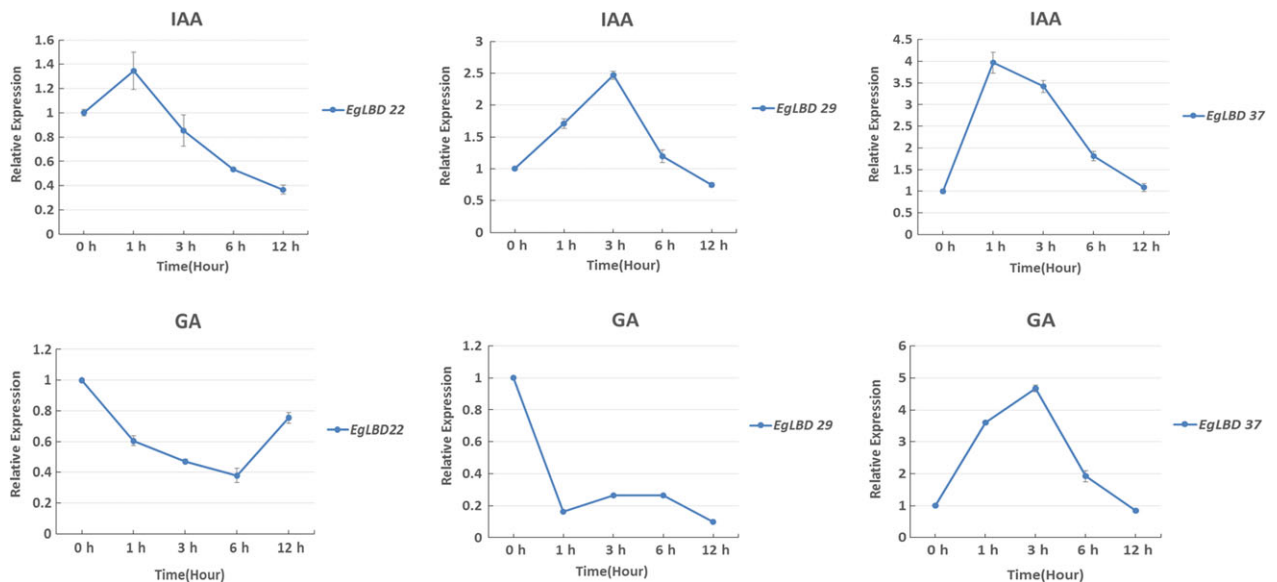 IAA
1.6
1.4
1.2
1
0.8
0.6
0.4
0.2
0
Relative Expression
0 h 1 h 3 h 6 h 12 h
Time(Hour)
EgLBD 22
IAA
3
2.5
2
1.5
1
0.5
0
Relative Expression
0 h 1 h 3 h 6 h 12 h
Time(Hour)
EgLBD 29
IAA
4.5
4
3.5
3
2.5
2
1.5
1
0.5
0
Relative Expression
0 h 1 h 3 h 6 h 12 h
Time(Hour)
EgLBD 37
GA
1.2
1
0.8
0.6
0.4
0.2
0
Relative Expression
0 h 1 h 3 h 6 h 12 h
Time(Hour)
EgLBD22
GA
1.2
1
0.8
0.6
0.4
0.2
0
Relative Expression
0 h 1 h 3 h 6 h 12 h
Time(Hour)
EgLBD 29
GA
6
5
4
3
2
1
0
Relative Expression
0 h 1 h 3 h 6 h 12 h
Time(Hour)
EgLBD 37